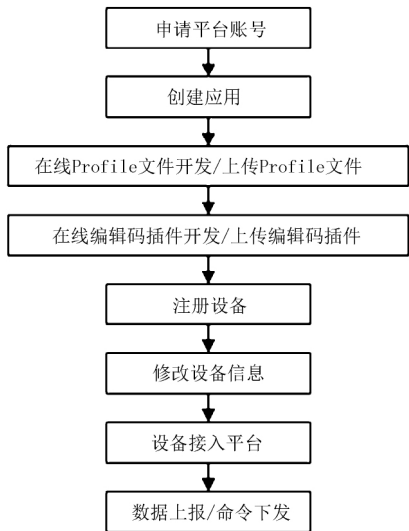 申请平台账号
创建应用
在线Profile文件开发/上传Profile文件
在线编辑码插件开发/上传编辑码插件
注册设备
修改设备信息
设备接入平台
数据上报/命令下发